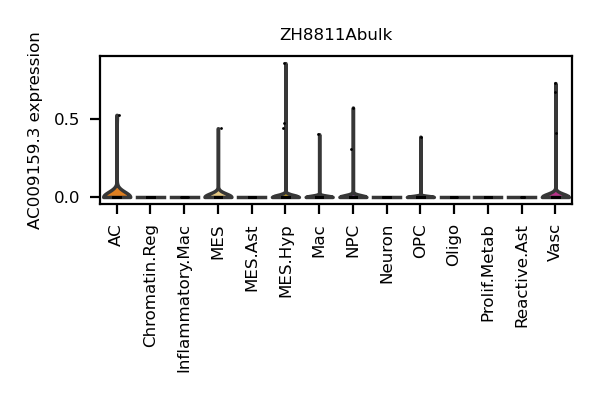 ZH8811Abulk
AC009159.3 expression
0.5
0.0
AC
Chromatin.Reg
Inflammatory.Mac
MES
MES.Ast
MES.Hyp
Mac
NPC
Neuron
OPC
Oligo
Prolif.Metab
Reactive.Ast
Vasc